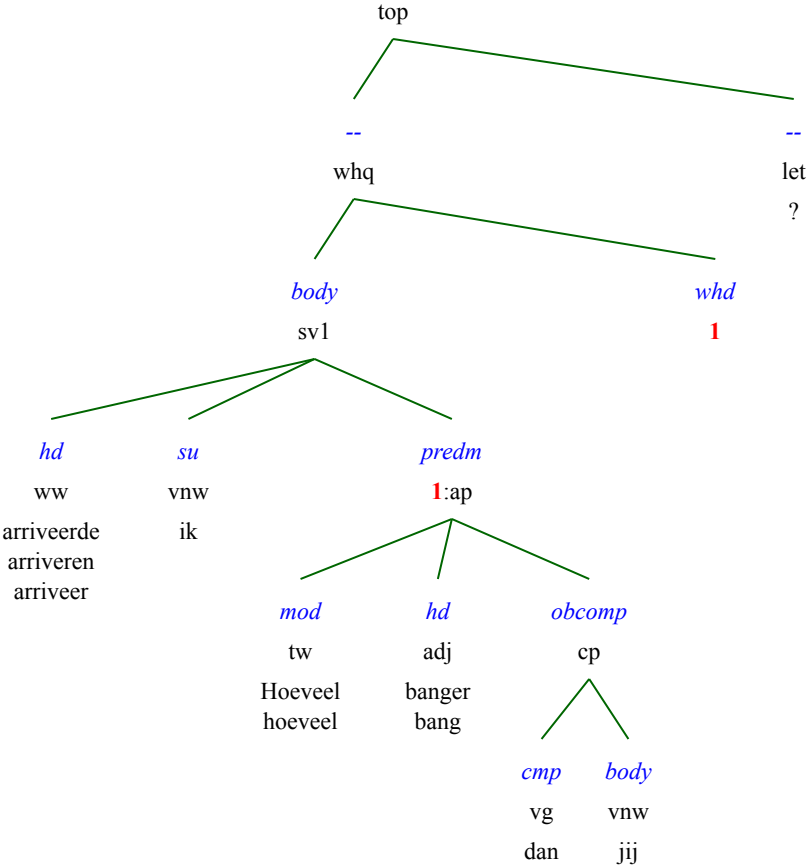 top
-- --
whq let
?
body whd
sv1 1
hd su predm
ww vnw 1:ap
arriveerde ik
arriveren
arriveer
mod hd obcomp
tw adj cp
Hoeveel banger
hoeveel bang
cmp body
vg vnw
dan jij